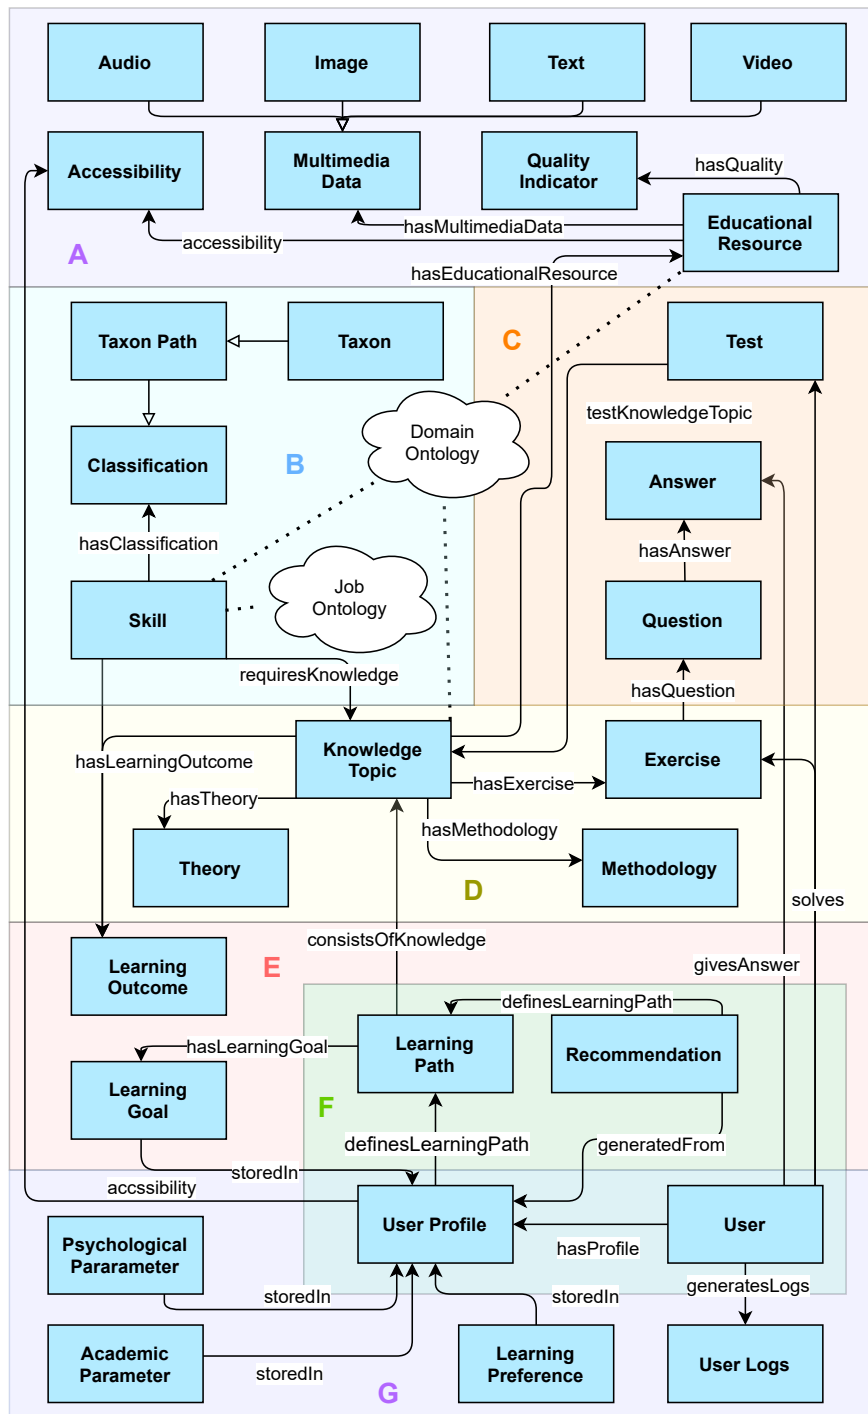 Audio
Image
Text
Video
Accessibility
Multimedia
Data
Quality
Indicator
hasQuality
Educational
Resource
hasMultimediaData
accessibility
A
hasEducationalResource
Taxon Path
Taxon
C
Test
Domain
Ontology
testKnowledgeTopic
Classification
B
Answer
hasClassification
hasAnswer
Job
Ontology
Skill
Question
requiresKnowledge
hasQuestion
hasLearningOutcome
Knowledge
Topic
hasExercise
Exercise
hasTheory
hasMethodology
Theory
Methodology
D
solves
consistsOfKnowledge
E
givesAnswer
Learning
Outcome
definesLearningPath
hasLearningGoal
Learning
Path
Recommendation
Learning
Goal
F
definesLearningPath
generatedFrom
storedIn
accssibility
User Profile
User
Psychological
Pararameter
hasProfile
storedIn
storedIn
generatesLogs
Academic
Parameter
storedIn
Learning
Preference
User Logs
G